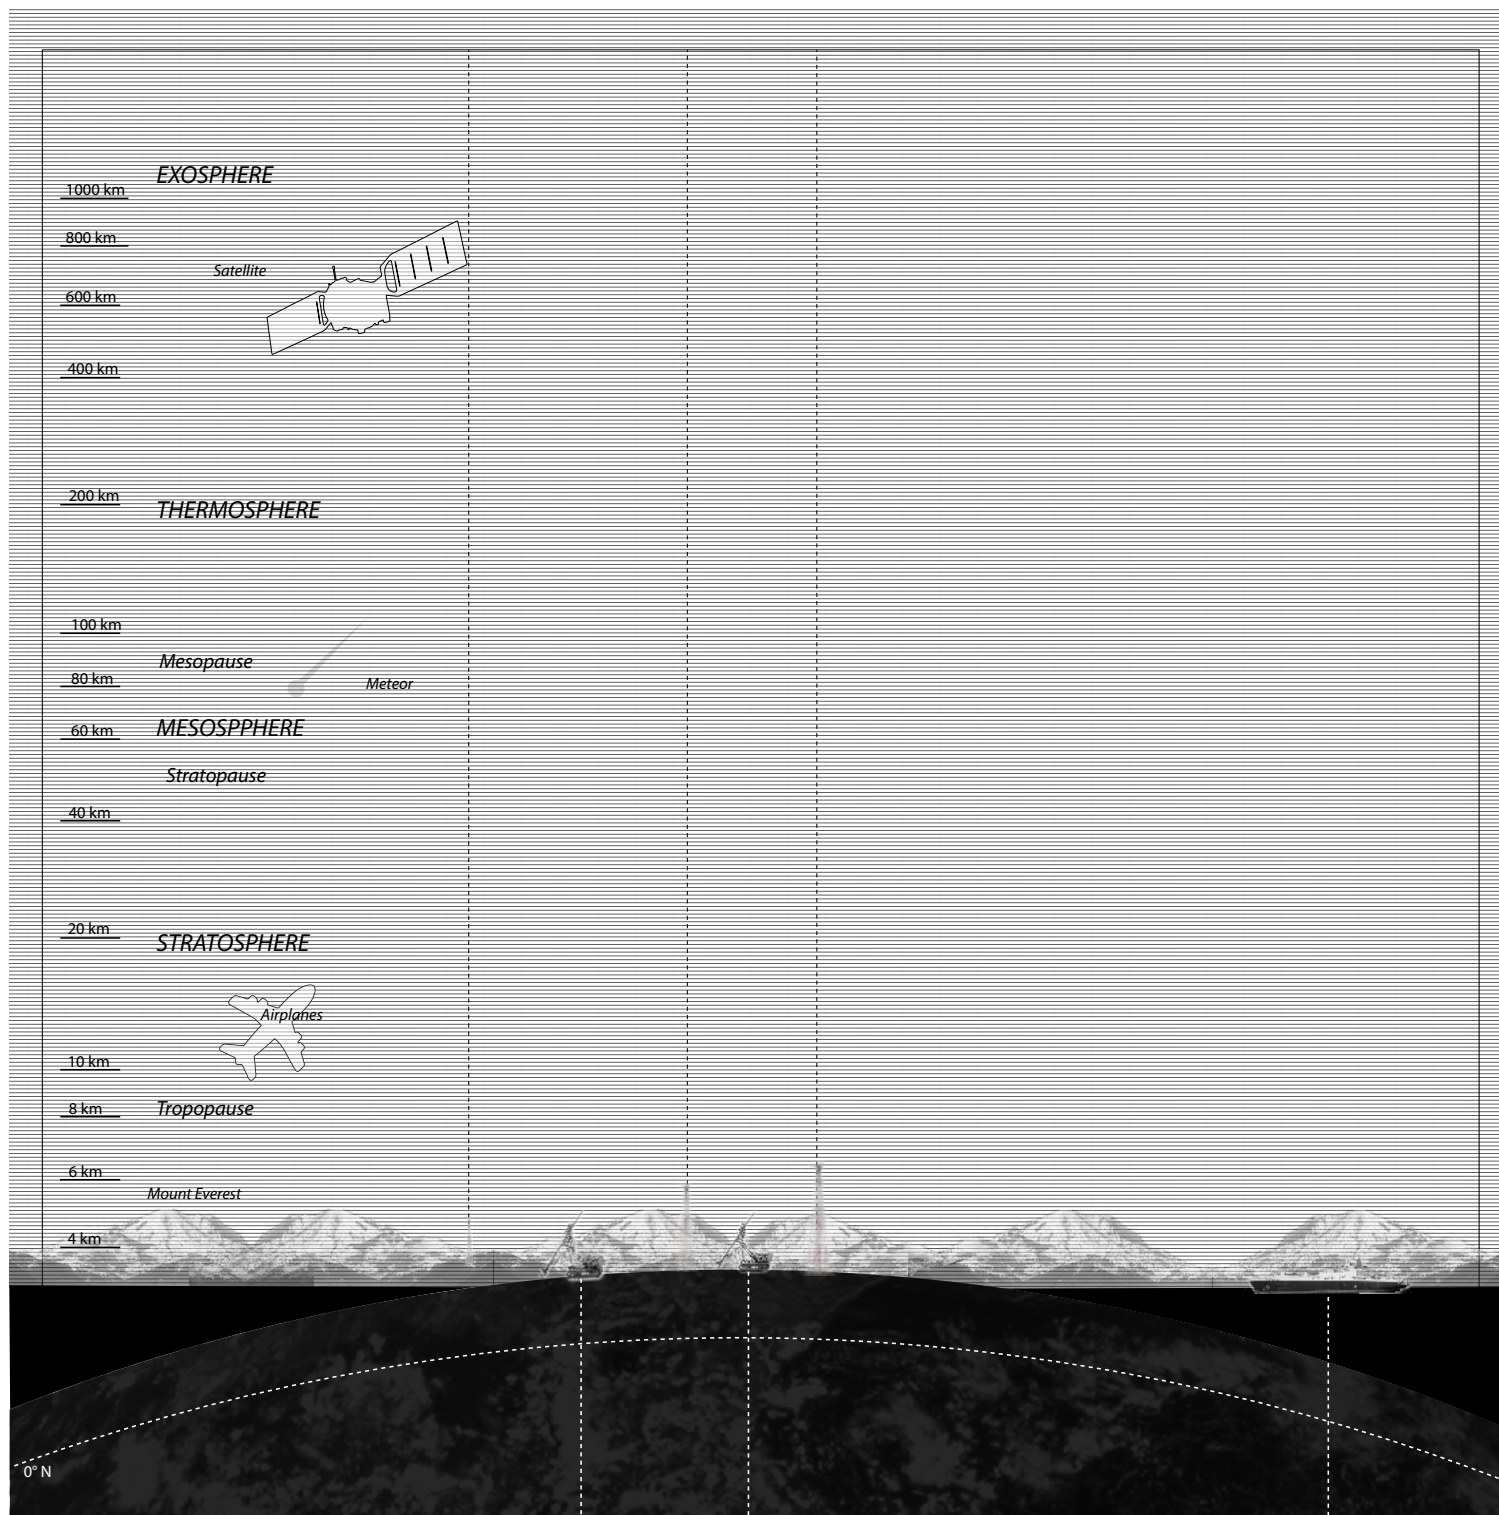 EXOSPHERE
1000 km
800 km
Satellite
600 km
400 km
200 km
THERMOSPHERE
100 km
Mesopause
80 km
Meteor
MESOSPPHERE
60 km
Stratopause
40 km
20 km
STRATOSPHERE
Airplanes
10 km
8 km
Tropopause
6 km
Mount Everest
4 km
0° N